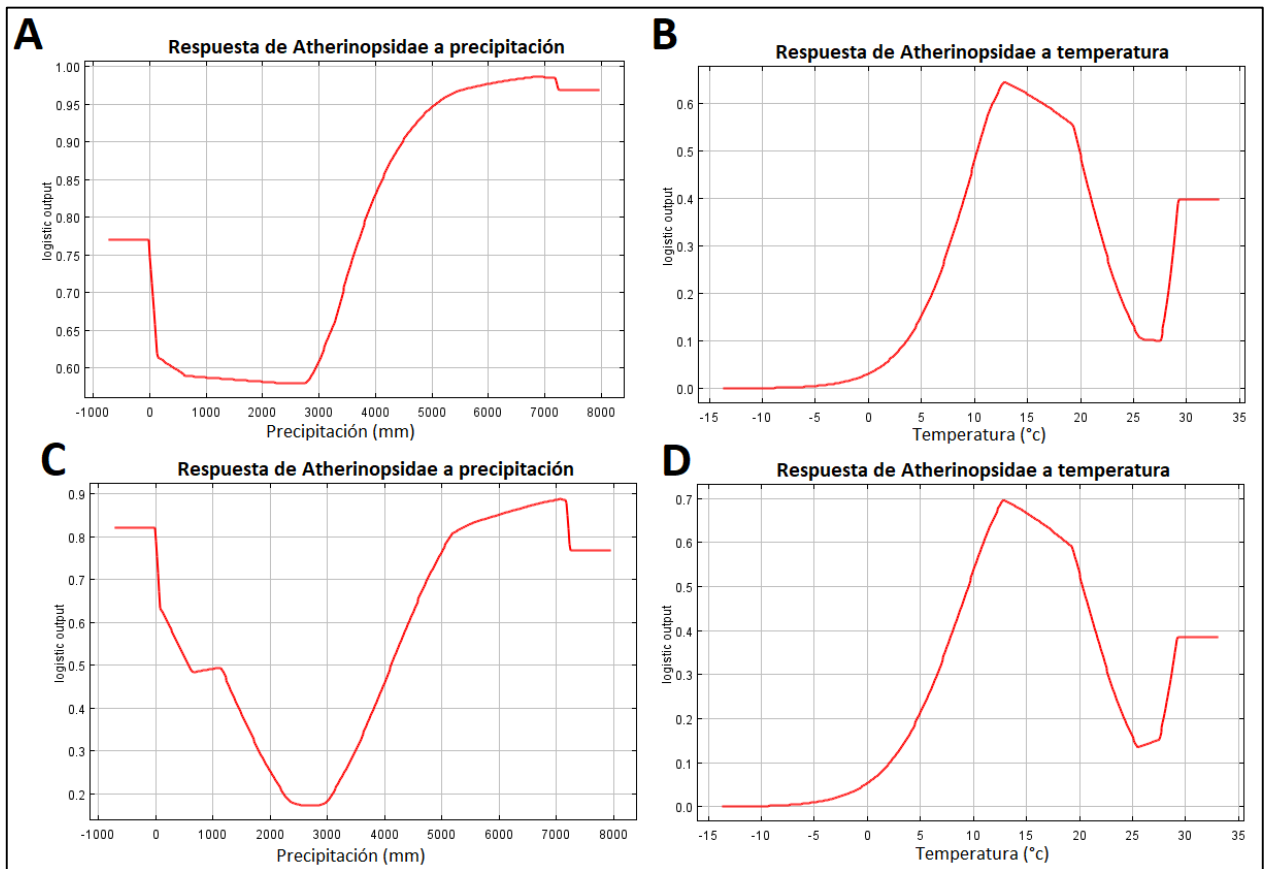 A
Respuesta de Atherinopsidae a precipitación
logistic output
1.00
0.95
0.90
0.85
0.80
0.75
0.70
0.65
0.60
-1000 0 1000 2000 3000 4000 5000 6000 7000 8000
Precipitación (mm)
B
Respuesta de Atherinopsidae a temperatura
logistic output
0.6
0.5
0.4
0.3
0.2
0.1
0.0
-15 -10 -5 0 5 10 15 20 25 30 35
Temperatura (°c)
C
Respuesta de Atherinopsidae a precipitación
logistic output
0.9
0.8
0.7
0.6
0.5
0.4
0.3
0.2
-1000 0 1000 2000 3000 4000 5000 6000 7000 8000
Precipitación (mm)
D
Respuesta de Atherinopsidae a temperatura
logistic output
0.7
0.6
0.5
0.4
0.3
0.2
0.1
0.0
-15 -10 -5 0 5 10 15 20 25 30 35
Temperatura (°c)